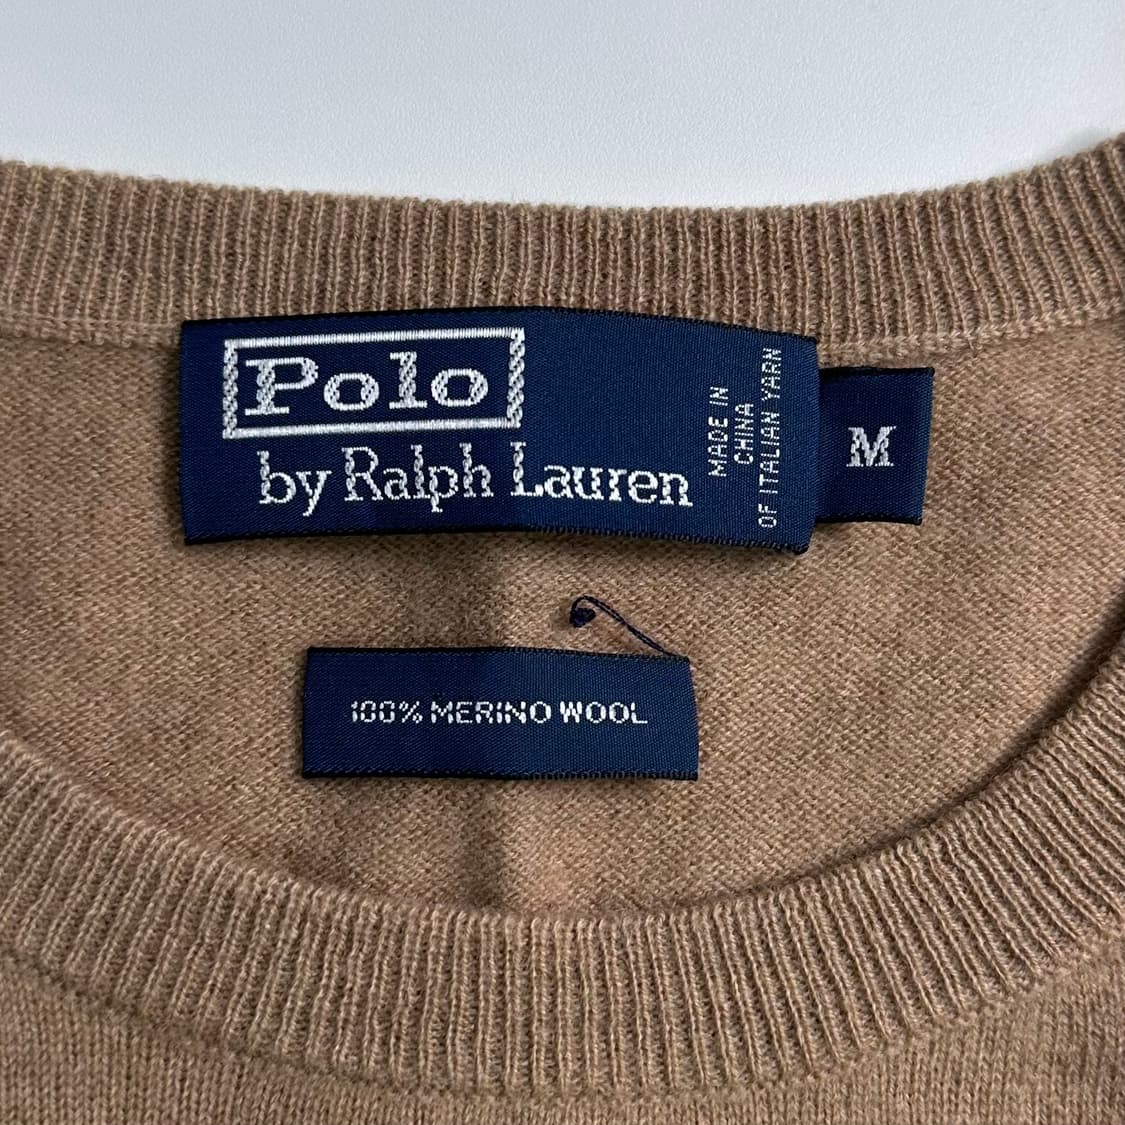 Polo
by Ralph Lauren
MADE IN
CHINA
OF ITALIAN YARN
M
100% MERINO WOOL